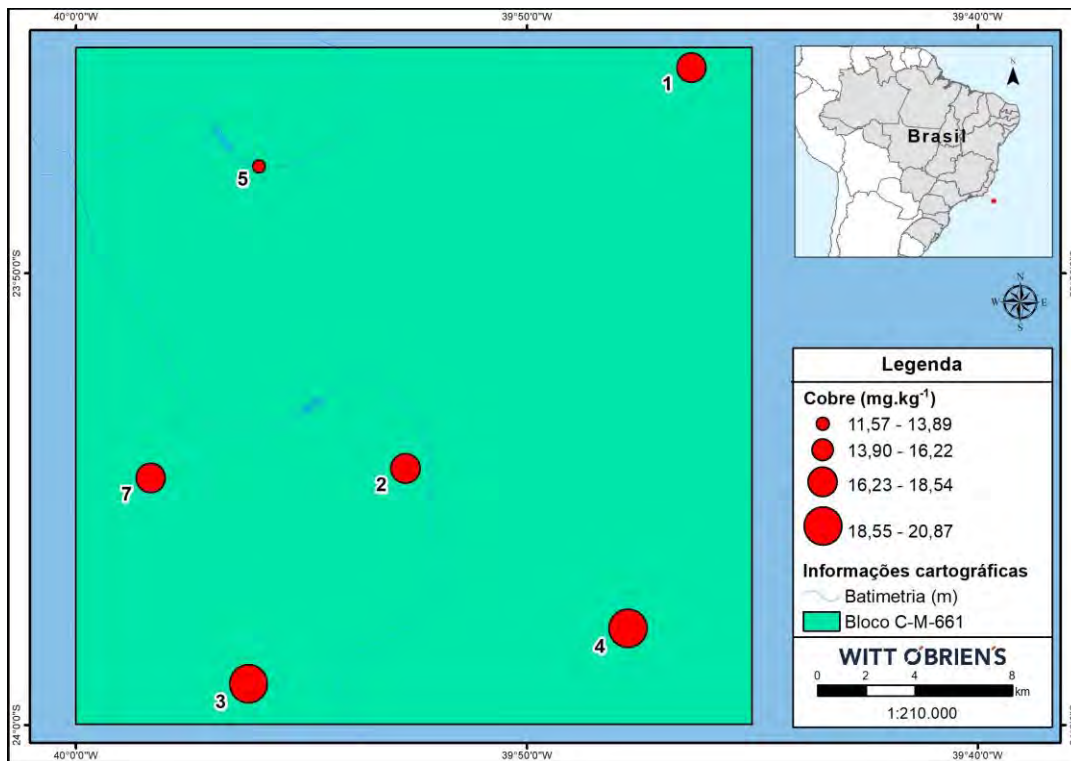 40°0'0"W
39°50'0"W
39°40'0"W
1
5
2
7
4
3
23°50'0"S
24°0'0"S
Brasil
N
W
E
S
Legenda
Cobre (mg.kg⁻¹)
11,57 - 13,89
13,90 - 16,22
16,23 - 18,54
18,55 - 20,87
Informações cartográficas
Batimetria (m)
Bloco C-M-661
WITT O'BRIEN'S
0 2 4 6 8
km
1:210.000
40°0'0"W
39°50'0"W
39°40'0"W